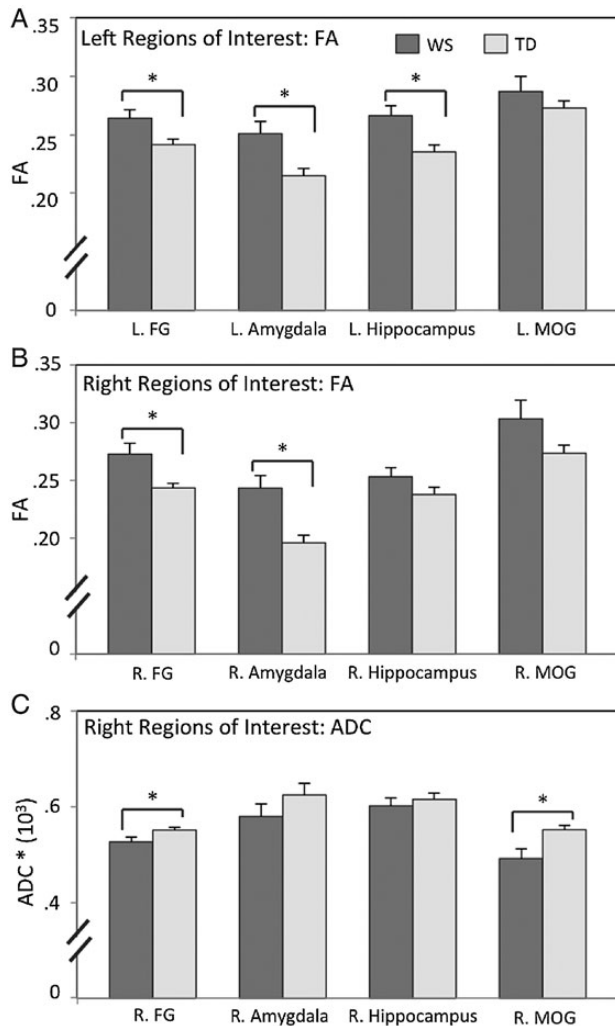 A
.35
Left Regions of Interest: FA
WS
TD
*
*
*
.30
.25
.20
FA
0
L. FG
L. Amygdala
L. Hippocampus
L. MOG
B
.35
Right Regions of Interest: FA
*
*
.30
.25
.20
FA
0
R. FG
R. Amygdala
R. Hippocampus
R. MOG
C
.8
Right Regions of Interest: ADC
*
*
.6
.4
ADC * (10³)
0
R. FG
R. Amygdala
R. Hippocampus
R. MOG